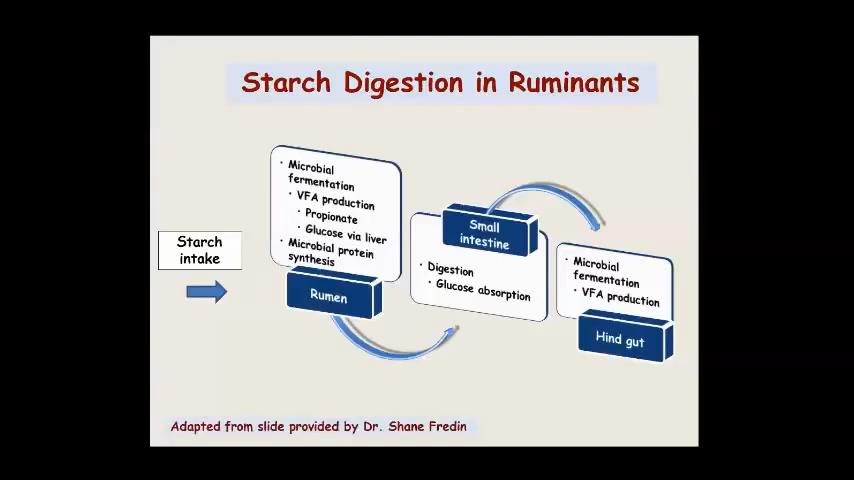 Starch Digestion in Ruminants
Starch
intake
• Microbial
fermentation
• VFA production
• Propionate
• Glucose via liver
• Microbial protein
synthesis
Rumen
Small
intestine
• Digestion
• Glucose absorption
• Microbial
fermentation
• VFA production
Hind gut
Adapted from slide provided by Dr. Shane Fredin